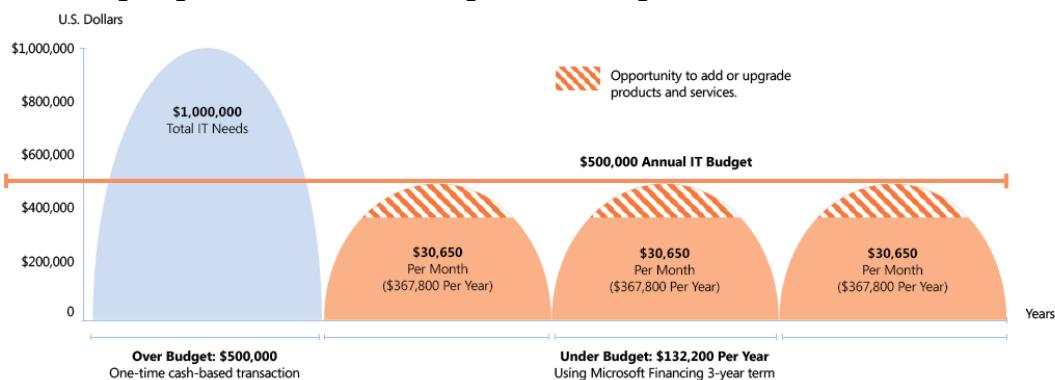 U.S. Dollars
$1,000,000
$800,000
$600,000
$400,000
$200,000
0
$1,000,000
Total IT Needs
Opportunity to add or upgrade
products and services.
$500,000 Annual IT Budget
$30,650
Per Month
($367,800 Per Year)
$30,650
Per Month
($367,800 Per Year)
$30,650
Per Month
($367,800 Per Year)
Years
Over Budget: $500,000
One-time cash-based transaction
Under Budget: $132,200 Per Year
Using Microsoft Financing 3-year term